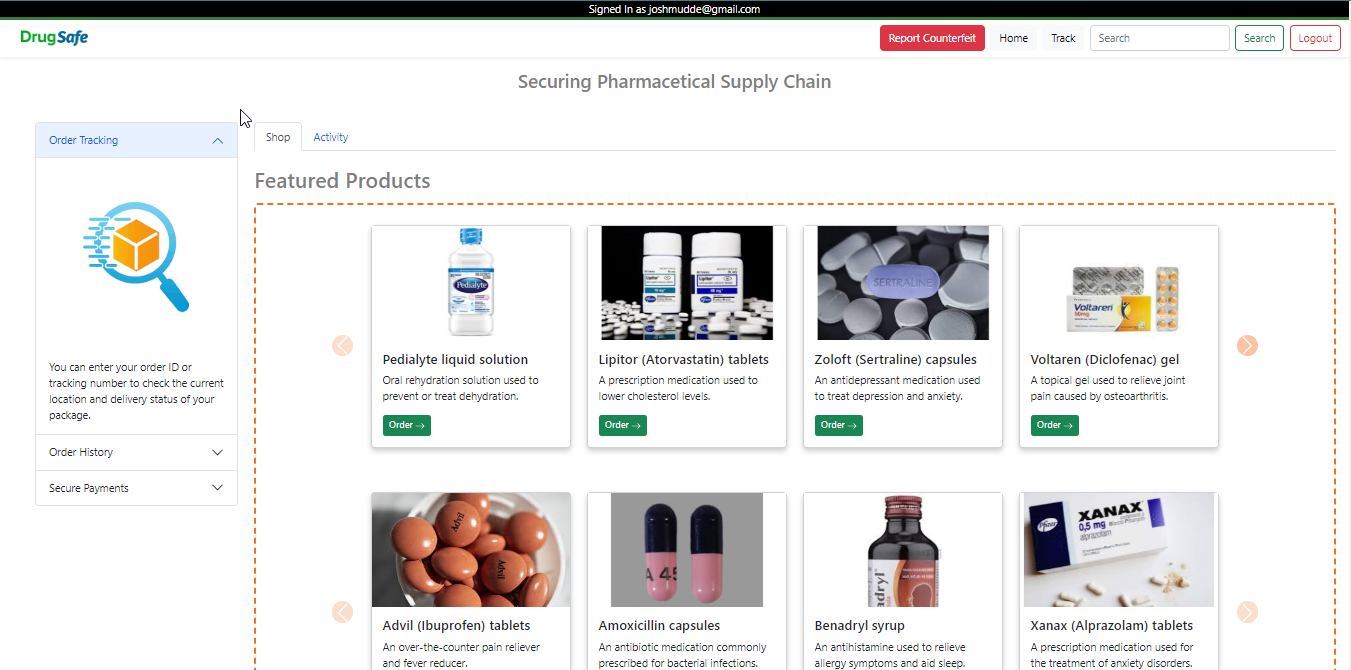 Signed In as joshmudde@gmail.com
DrugSafe
Report Counterfeit
Home
Track
Search
Search
Logout
Securing Pharmacetical Supply Chain
Order Tracking
You can enter your order ID or
tracking number to check the current
location and delivery status of your
package.
Order History
Secure Payments
Shop
Activity
Featured Products
Pedialyte
Pedialyte liquid solution
Oral rehydration solution used to
prevent or treat dehydration.
Order →
Lipitor
Lipitor
Lipitor (Atorvastatin) tablets
A prescription medication used to
lower cholesterol levels.
Order →
SERTRALINE
Zoloft (Sertraline) capsules
An antidepressant medication used
to treat depression and anxiety.
Order →
Voltaren
50mg
Voltaren (Diclofenac) gel
A topical gel used to relieve joint
pain caused by osteoarthritis.
Order →
Advil
Advil
Advil (Ibuprofen) tablets
An over-the-counter pain reliever
and fever reducer.
A 45
Amoxicillin capsules
An antibiotic medication commonly
prescribed for bacterial infections.
adryl
Benadryl syrup
An antihistamine used to relieve
allergy symptoms and aid sleep.
Pfizer
XANAX
0,5 mg
alprazolam
Xanax (Alprazolam) tablets
A prescription medication used for
the treatment of anxiety disorders.